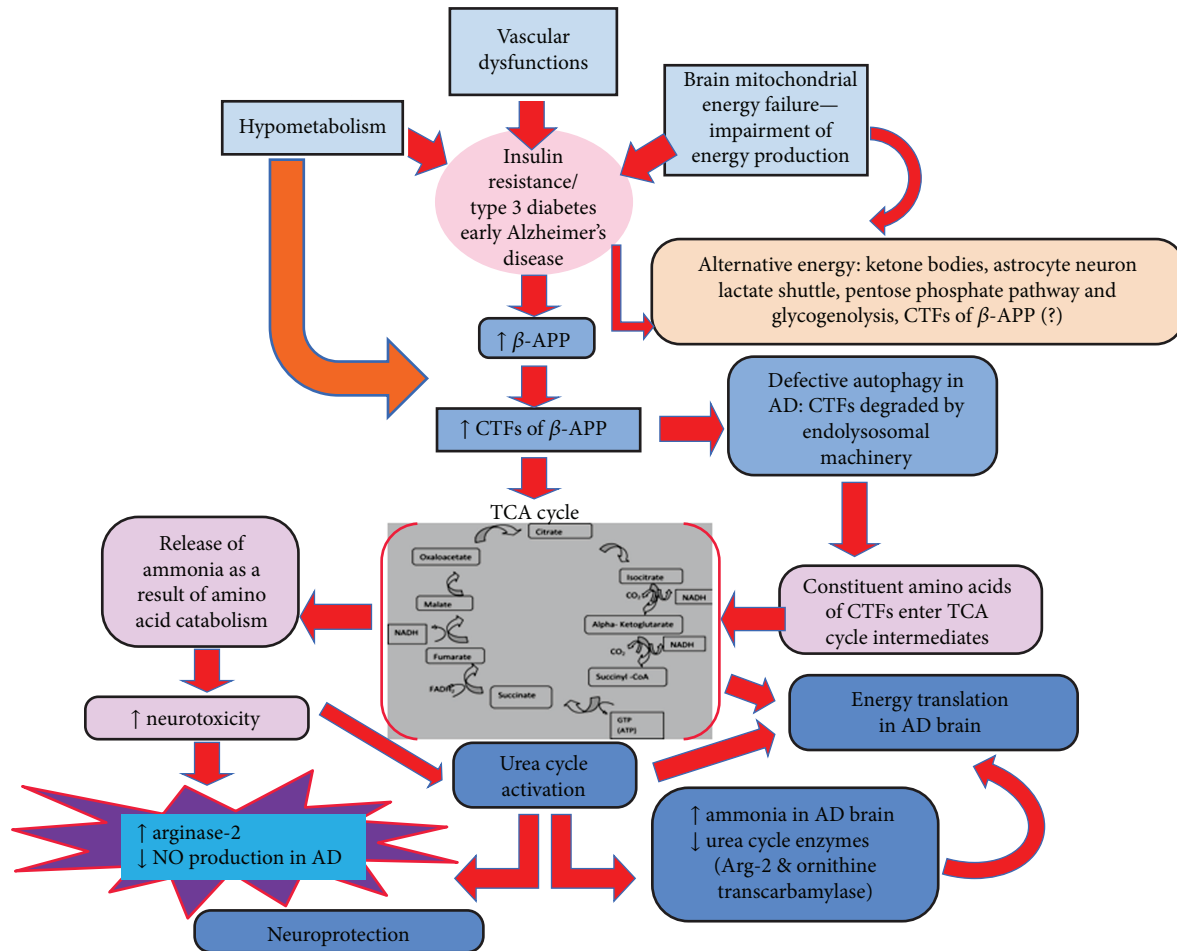 Vascular
dysfunctions
Brain mitochondrial
energy failure—
impairment of
energy production
Hypometabolism
Insulin
resistance/
type 3 diabetes
early Alzheimer's
disease
Alternative energy: ketone bodies, astrocyte neuron
lactate shuttle, pentose phosphate pathway and
glycogenolysis, CTFs of β-APP (?)
↑ β-APP
↑ CTFs of β-APP
Defective autophagy in
AD: CTFs degraded by
endolysosomal
machinery
TCA cycle
Citrate
Oxaloacetate
Isocitrate
CO₂
NADH
Malate
Alpha- Ketoglutarate
NADH
CO₂
NADH
Fumarate
Succinyl -CoA
FADH₂
Succinate
GTP
(ATP)
Release of
ammonia as a
result of amino
acid catabolism
Constituent amino acids
of CTFs enter TCA
cycle intermediates
↑ neurotoxicity
Energy translation
in AD brain
Urea cycle
activation
↑ arginase-2
↓ NO production in AD
↑ ammonia in AD brain
↓ urea cycle enzymes
(Arg-2 & ornithine
transcarbamylase)
Neuroprotection